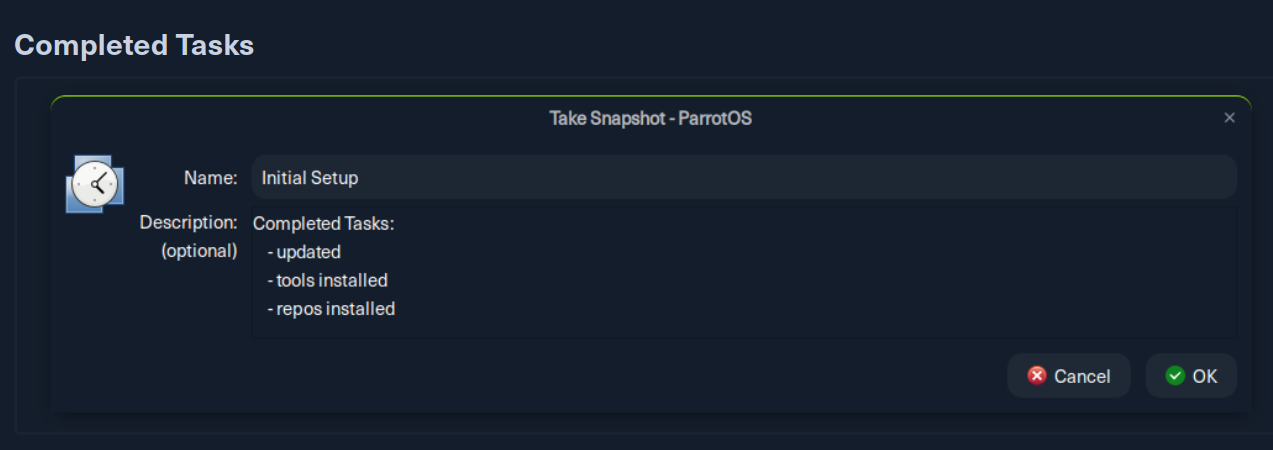 Completed Tasks
Take Snapshot - ParrotOS
Name: Initial Setup
Description: Completed Tasks:
(optional) - updated
- tools installed
- repos installed
Cancel OK